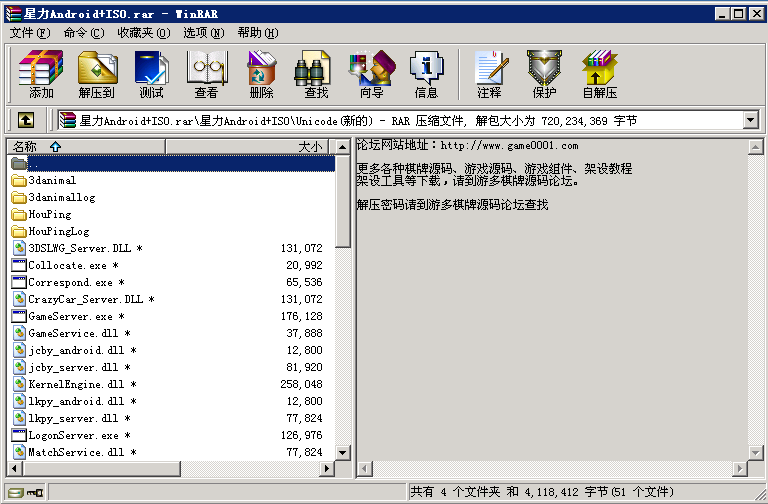 星力Android+ISO.rar - WinRAR
文件(F) 命令(C) 收藏夹(O) 选项(N) 帮助(H)
添加 解压到 测试 查看 删除 查找 向导 信息 注释 保护 自解压
星力Android+ISO.rar\星力Android+ISO\Unicode(新的) - RAR 压缩文件, 解包大小为 720,234,369 字节
名称 大小
..
3danimal
3danimallog
HouPing
HouPingLog
3DSLWG_Server.DLL * 131,072
Collocate.exe * 20,992
Correspond.exe * 65,536
CrazyCar_Server.DLL * 131,072
GameServer.exe * 176,128
GameService.dll * 37,888
jcby_android.dll * 12,800
jcby_server.dll * 81,920
KernelEngine.dll * 258,048
lkpy_android.dll * 12,800
lkpy_server.dll * 77,824
LogonServer.exe * 126,976
MatchService.dll * 77,824
论坛网站地址：http://www.game0001.com
更多各种棋牌源码、游戏源码、游戏组件、架设教程
架设工具等下载，请到游多棋牌源码论坛。
解压密码请到游多棋牌源码论坛查找
共有 4 个文件夹 和 4,118,412 字节(51 个文件)